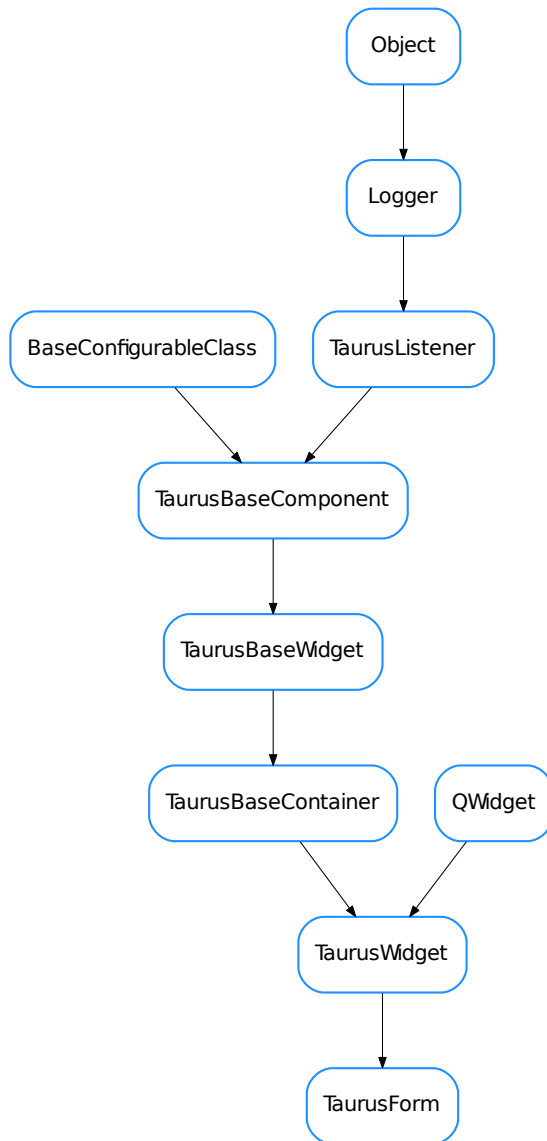 Object
Logger
BaseConfigurableClass
TaurusListener
TaurusBaseComponent
TaurusBaseWidget
TaurusBaseContainer
QWidget
TaurusWidget
TaurusForm